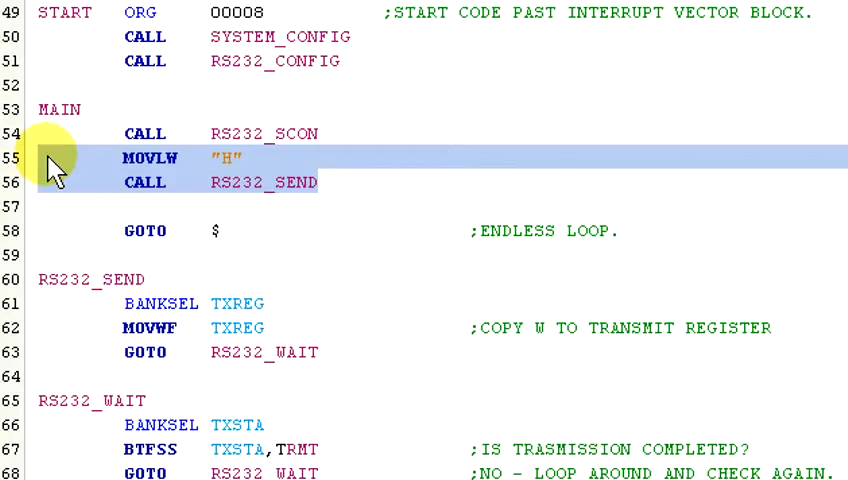 49 START ORG 00008 ;START CODE PAST INTERRUPT VECTOR BLOCK.
50 CALL SYSTEM_CONFIG
51 CALL RS232_CONFIG
52
53 MAIN
54 CALL RS232_SCON
55 MOVLW "H"
56 CALL RS232_SEND
57
58 GOTO $ ;ENDLESS LOOP.
59
60 RS232_SEND
61 BANKSEL TXREG
62 MOVWF TXREG ;COPY W TO TRANSMIT REGISTER
63 GOTO RS232_WAIT
64
65 RS232_WAIT
66 BANKSEL TXSTA
67 BTFSS TXSTA,TRMT ;IS TRASMISSION COMPLETED?
68 GOTO RS232_WAIT ;NO - LOOP AROUND AND CHECK AGAIN.